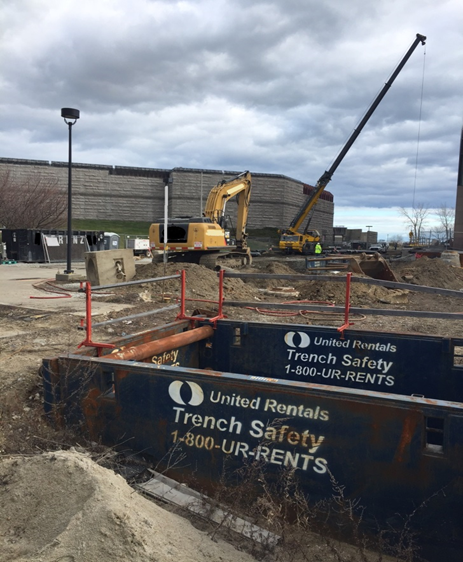 United Rentals
Trench Safety
1-800-UR-RENTS
Safety
United Rentals
Trench Safety
1-800-UR-RENTS